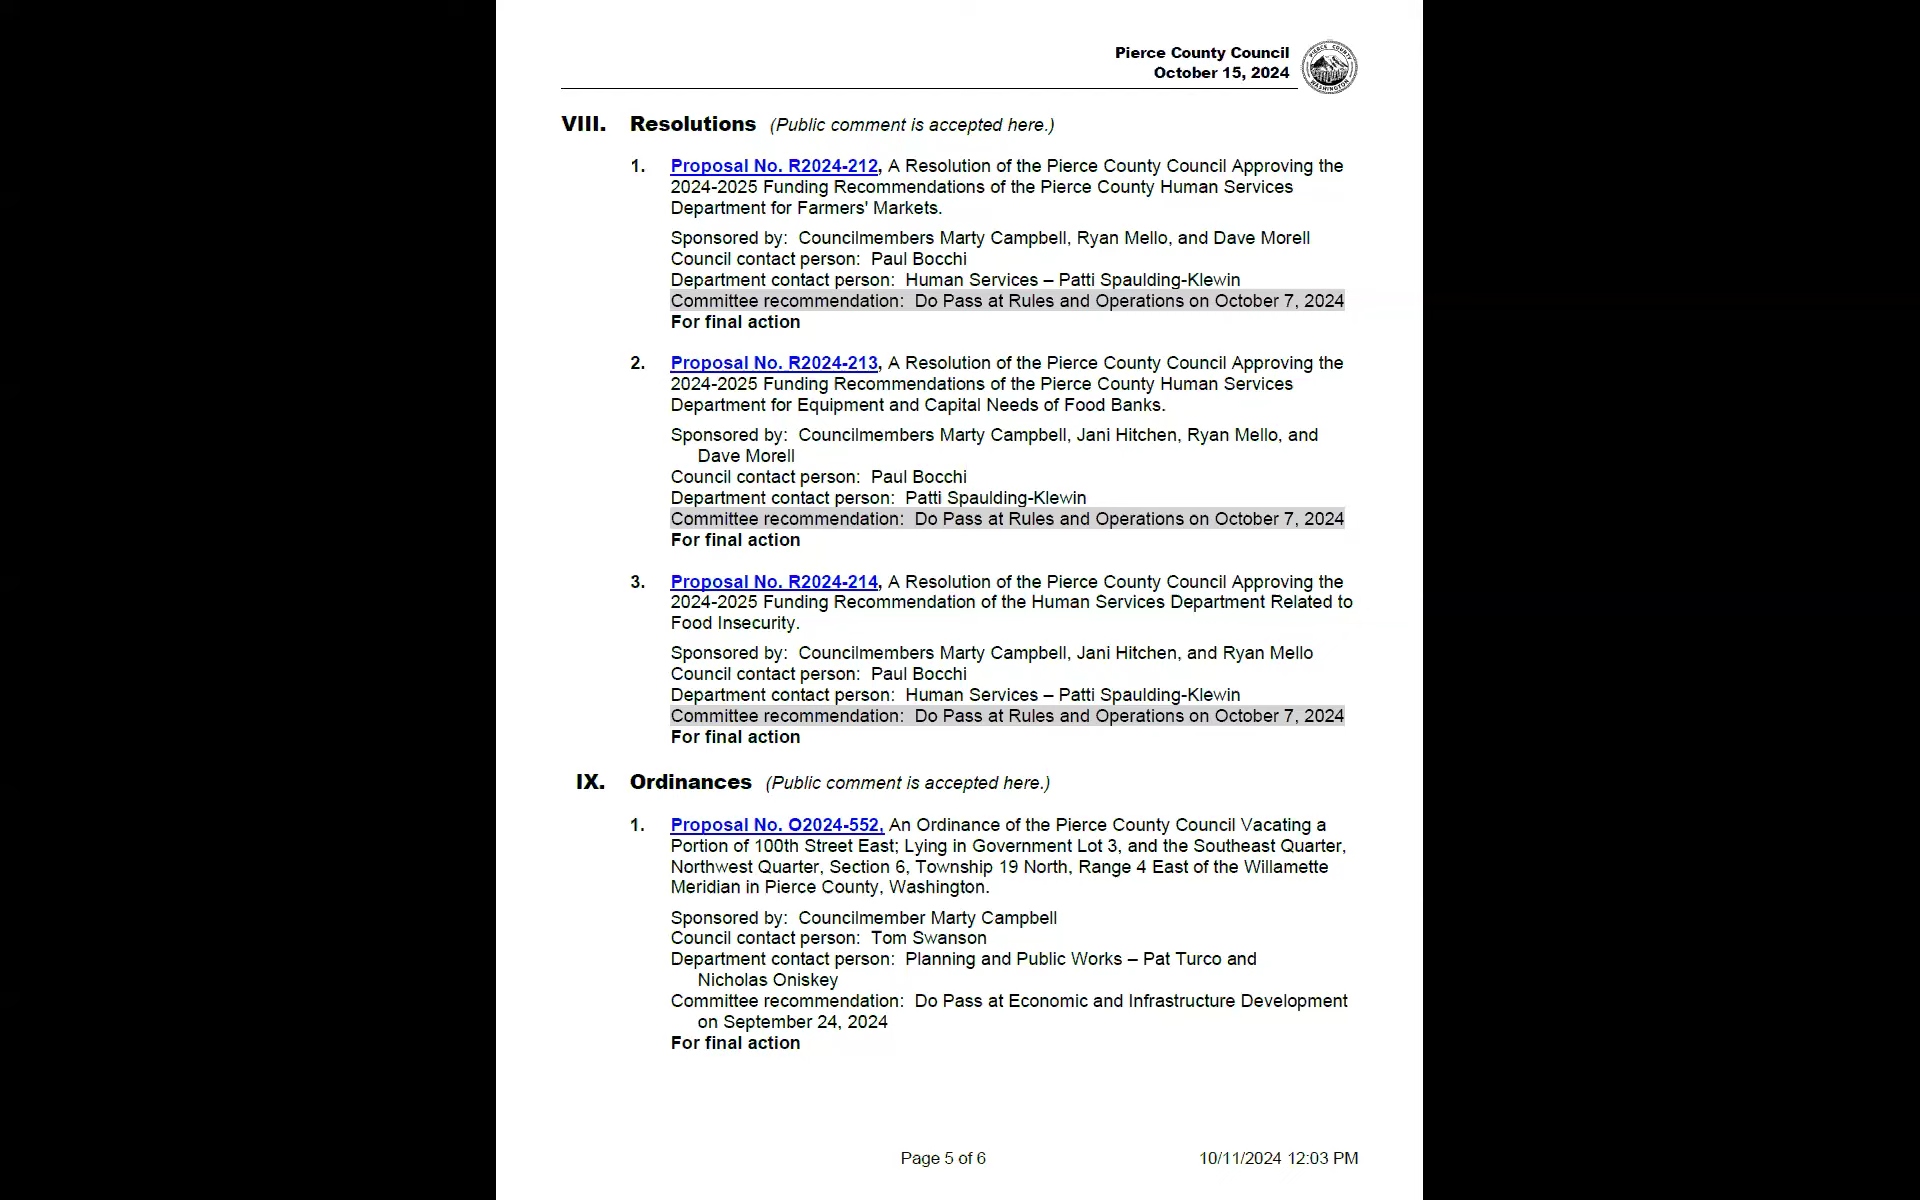 Pierce County Council
October 15, 2024
PIERCE COUNTY
WASHINGTON
VIII. Resolutions (Public comment is accepted here.)
1. Proposal No. R2024-212, A Resolution of the Pierce County Council Approving the
2024-2025 Funding Recommendations of the Pierce County Human Services
Department for Farmers' Markets.
Sponsored by: Councilmembers Marty Campbell, Ryan Mello, and Dave Morell
Council contact person: Paul Bocchi
Department contact person: Human Services – Patti Spaulding-Klewin
Committee recommendation: Do Pass at Rules and Operations on October 7, 2024
For final action
2. Proposal No. R2024-213, A Resolution of the Pierce County Council Approving the
2024-2025 Funding Recommendations of the Pierce County Human Services
Department for Equipment and Capital Needs of Food Banks.
Sponsored by: Councilmembers Marty Campbell, Jani Hitchen, Ryan Mello, and
Dave Morell
Council contact person: Paul Bocchi
Department contact person: Patti Spaulding-Klewin
Committee recommendation: Do Pass at Rules and Operations on October 7, 2024
For final action
3. Proposal No. R2024-214, A Resolution of the Pierce County Council Approving the
2024-2025 Funding Recommendation of the Human Services Department Related to
Food Insecurity.
Sponsored by: Councilmembers Marty Campbell, Jani Hitchen, and Ryan Mello
Council contact person: Paul Bocchi
Department contact person: Human Services – Patti Spaulding-Klewin
Committee recommendation: Do Pass at Rules and Operations on October 7, 2024
For final action
IX. Ordinances (Public comment is accepted here.)
1. Proposal No. O2024-552, An Ordinance of the Pierce County Council Vacating a
Portion of 100th Street East; Lying in Government Lot 3, and the Southeast Quarter,
Northwest Quarter, Section 6, Township 19 North, Range 4 East of the Willamette
Meridian in Pierce County, Washington.
Sponsored by: Councilmember Marty Campbell
Council contact person: Tom Swanson
Department contact person: Planning and Public Works – Pat Turco and
Nicholas Oniskey
Committee recommendation: Do Pass at Economic and Infrastructure Development
on September 24, 2024
For final action
Page 5 of 6
10/11/2024 12:03 PM